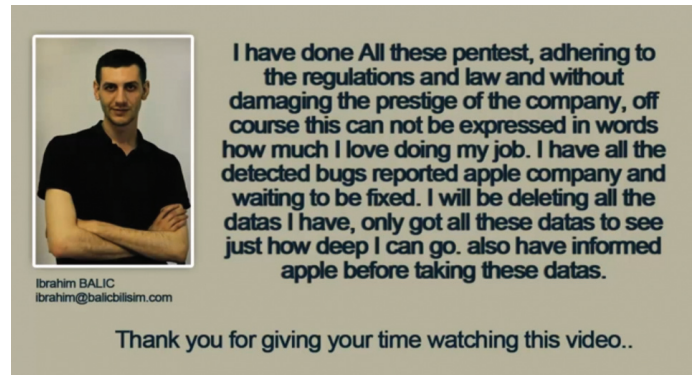 I have done All these pentest, adhering to
the regulations and law and without
damaging the prestige of the company, off
course this can not be expressed in words
how much I love doing my job. I have all the
detected bugs reported apple company and
waiting to be fixed. I will be deleting all the
datas I have, only got all these datas to see
just how deep I can go. also have informed
apple before taking these datas.
Ibrahim BALIC
ibrahim@balicbilisim.com
Thank you for giving your time watching this video..